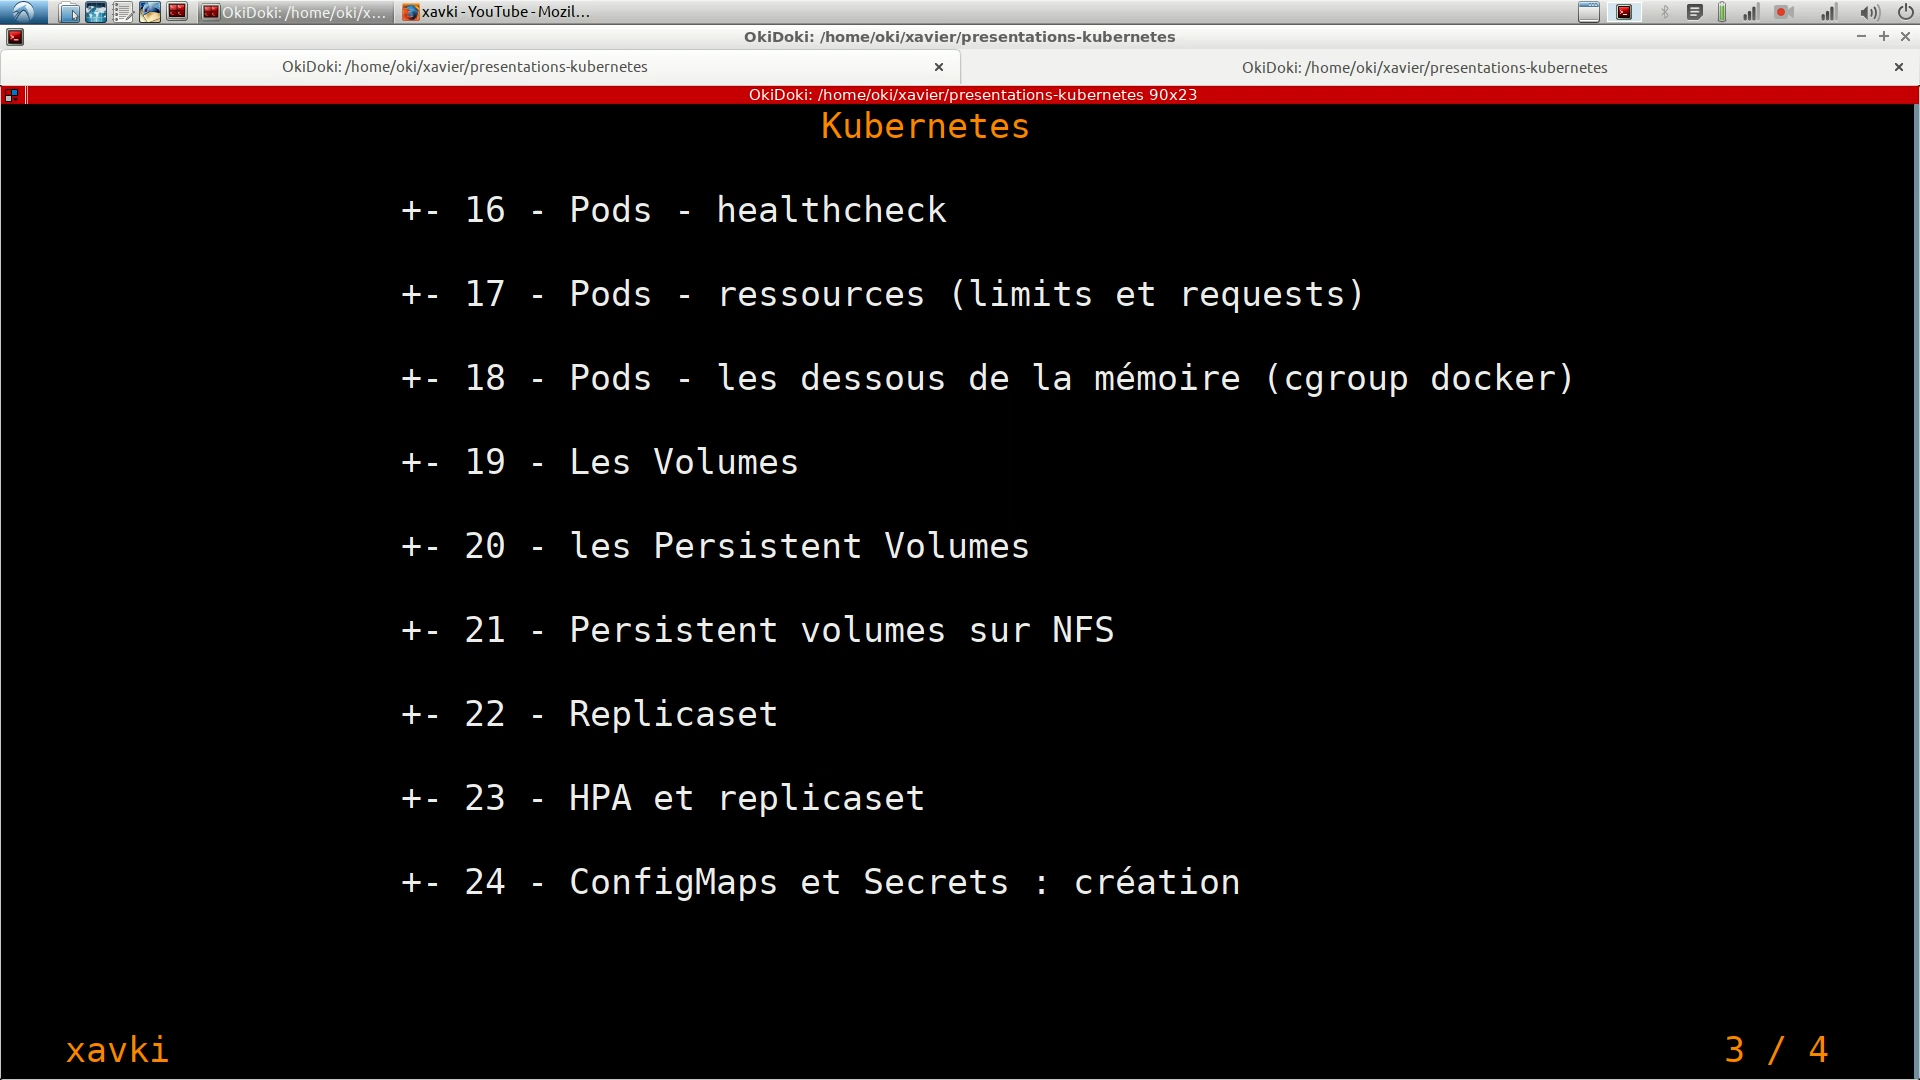 OkiDoki: /home/oki/x...
xavki - YouTube - Mozil...
OkiDoki: /home/oki/xavier/presentations-kubernetes
OkiDoki: /home/oki/xavier/presentations-kubernetes
OkiDoki: /home/oki/xavier/presentations-kubernetes
OkiDoki: /home/oki/xavier/presentations-kubernetes 90x23
Kubernetes
+- 16 - Pods - healthcheck
+- 17 - Pods - ressources (limits et requests)
+- 18 - Pods - les dessous de la mémoire (cgroup docker)
+- 19 - Les Volumes
+- 20 - les Persistent Volumes
+- 21 - Persistent volumes sur NFS
+- 22 - Replicaset
+- 23 - HPA et replicaset
+- 24 - ConfigMaps et Secrets : création
xavki
3 / 4